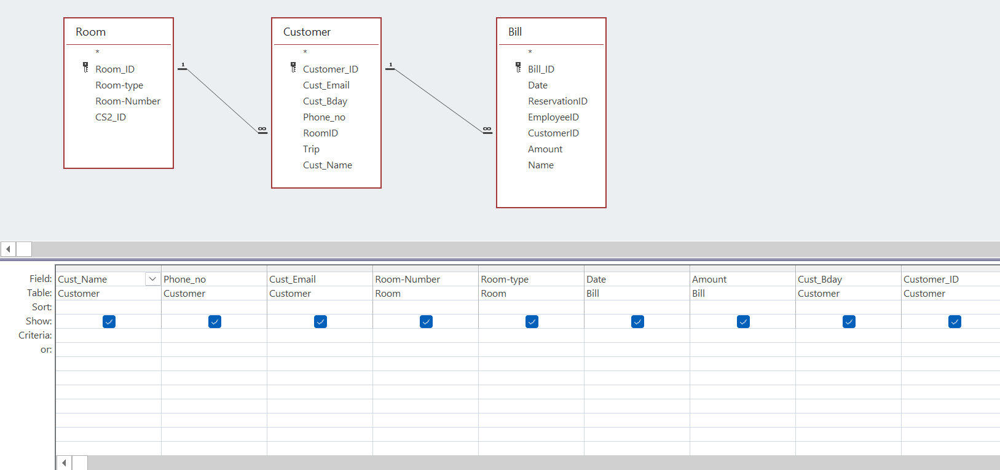 Room
*
Room_ID
Room-type
Room-Number
CS2_ID
1
∞
Customer
*
Customer_ID
Cust_Email
Cust_Bday
Phone_no
RoomID
Trip
Cust_Name
1
∞
Bill
*
Bill_ID
Date
ReservationID
EmployeeID
CustomerID
Amount
Name
Field: Cust_Name Phone_no Cust_Email Room-Number Room-type Date Amount Cust_Bday Customer_ID
Table: Customer Customer Customer Room Room Bill Bill Customer Customer
Sort:
Show:
Criteria:
or: